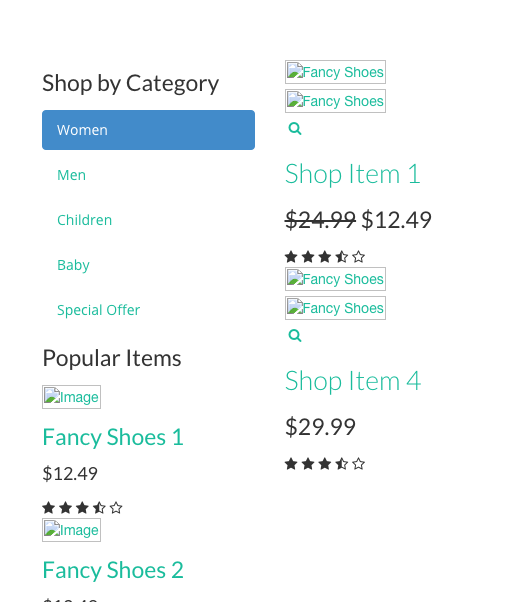 Shop by Category
Women
Men
Children
Baby
Special Offer
Popular Items
Image
Fancy Shoes 1
$12.49
Image
Fancy Shoes 2
Fancy Shoes
Fancy Shoes
Shop Item 1
$24.99 $12.49
Fancy Shoes
Fancy Shoes
Shop Item 4
$29.99